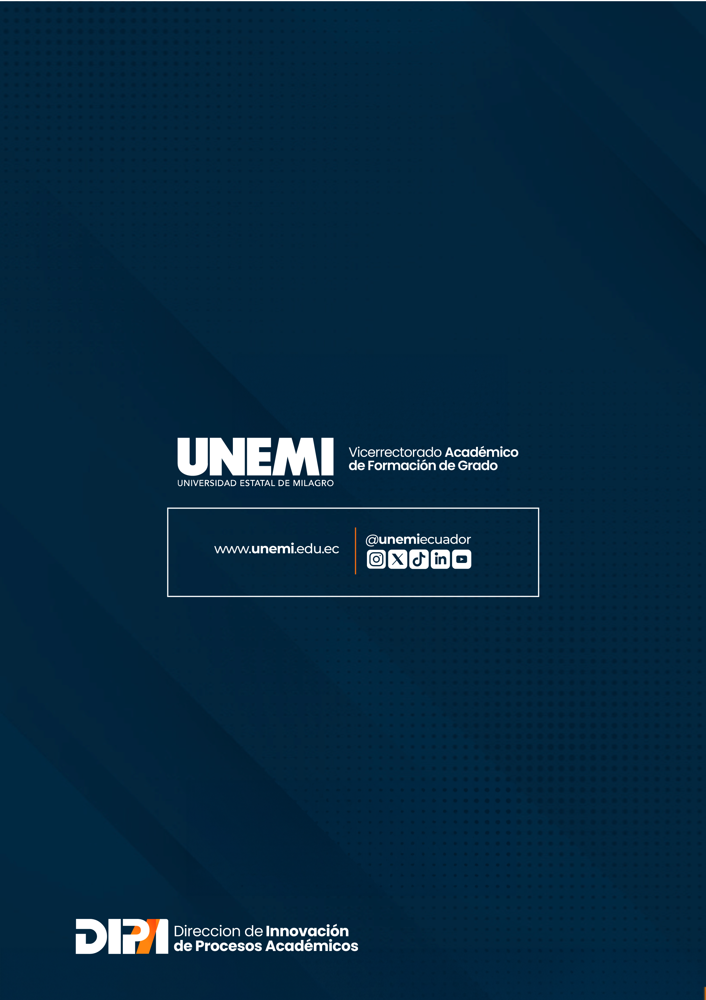 UNEMI
UNIVERSIDAD ESTATAL DE MILAGRO
Vicerrectorado Académico
de Formación de Grado
www.unemi.edu.ec
@unemiecuador
DIPA
Direccion de Innovación
de Procesos Académicos